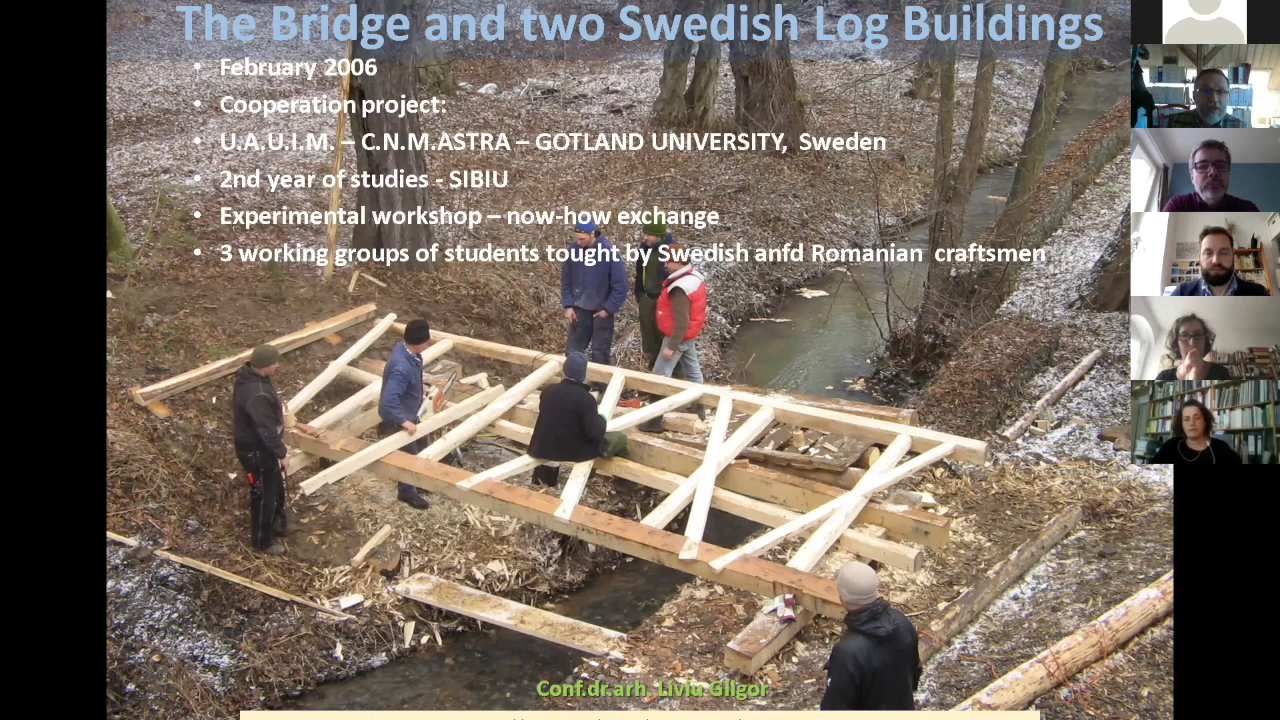 The Bridge and two Swedish Log Buildings
• February 2006
• Cooperation project:
• U.A.U.I.M. – C.N.M.ASTRA – GOTLAND UNIVERSITY, Sweden
• 2nd year of studies - SIBIU
• Experimental workshop – now-how exchange
• 3 working groups of students tought by Swedish anfd Romanian craftsmen
Conf.dr.arh. Liviu Gligor